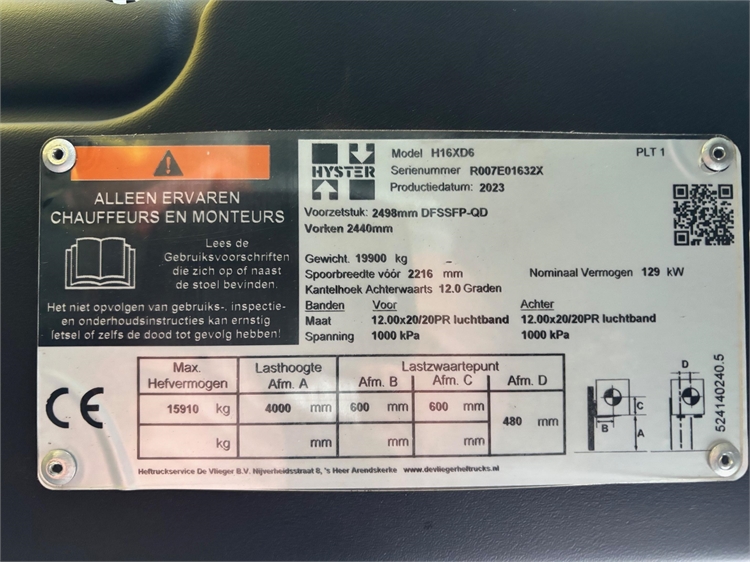 ALLEEN ERVAREN
CHAUFFEURS EN MONTEURS
Lees de
Gebruiksvoorschriften
die zich op of naast
de stoel bevinden.
Het niet opvolgen van gebruiks-, inspectie-
en onderhoudsinstructies kan ernstig
letsel of zelfs de dood tot gevolg hebben!
HYSTER
Model H16XD6 PLT 1
Serienummer R007E01632X
Productiedatum 2023
Voorzetstuk: 2498mm DFSSFP-QD
Vorken 2440mm
Gewicht. 19900 kg _
Spoorbreedte vóór 2216 mm Nominaal Vermogen 129 kW
Kantelhoek Achterwaarts 12.0 Graden
Banden Voor Achter
Maat 12.00x20/20PR luchtband 12.00x20/20PR luchtband
Spanning 1000 kPa 1000 kPa
Max. Lasthoogte Lastzwaartepunt
Hefvermogen Afm. A Afm. B Afm. C Afm. D
15910 kg 4000 mm 600 mm 600 mm 480 mm
kg mm mm mm
CE
D
C
B
A
524140240.5
Heftruckservice De Vlieger B.V. Nijverheidsstraat 8, 's Heer Arendskerke www.devliegerheftrucks.nl